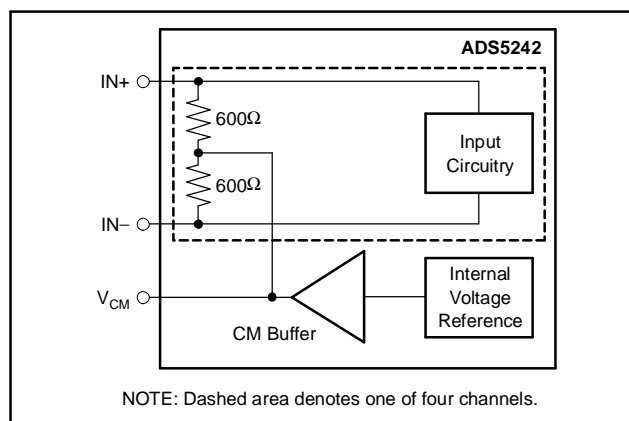 ADS5242
IN+
600Ω
Input
Circuitry
600Ω
IN−
V_CM
Internal
Voltage
Reference
CM Buffer
NOTE: Dashed area denotes one of four channels.